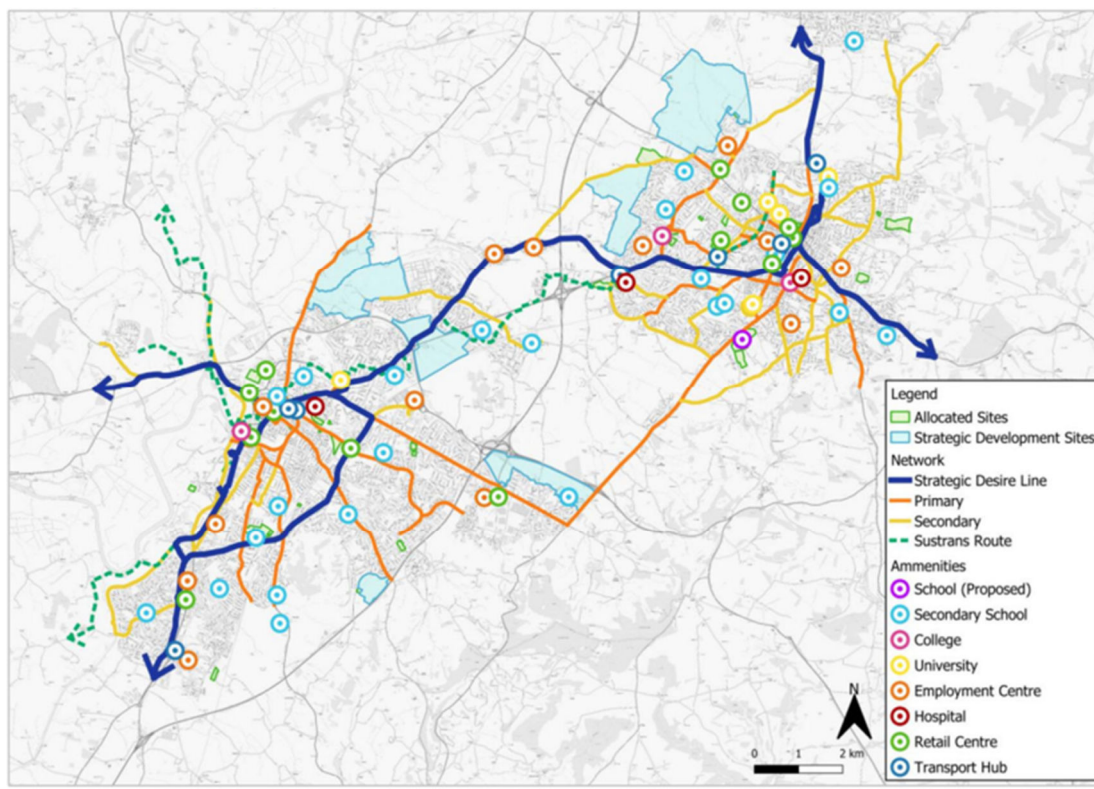 N
0 1 2 km
Legend
Allocated Sites
Strategic Development Sites
Network
Strategic Desire Line
Primary
Secondary
Sustrans Route
Ammenities
School (Proposed)
Secondary School
College
University
Employment Centre
Hospital
Retail Centre
Transport Hub